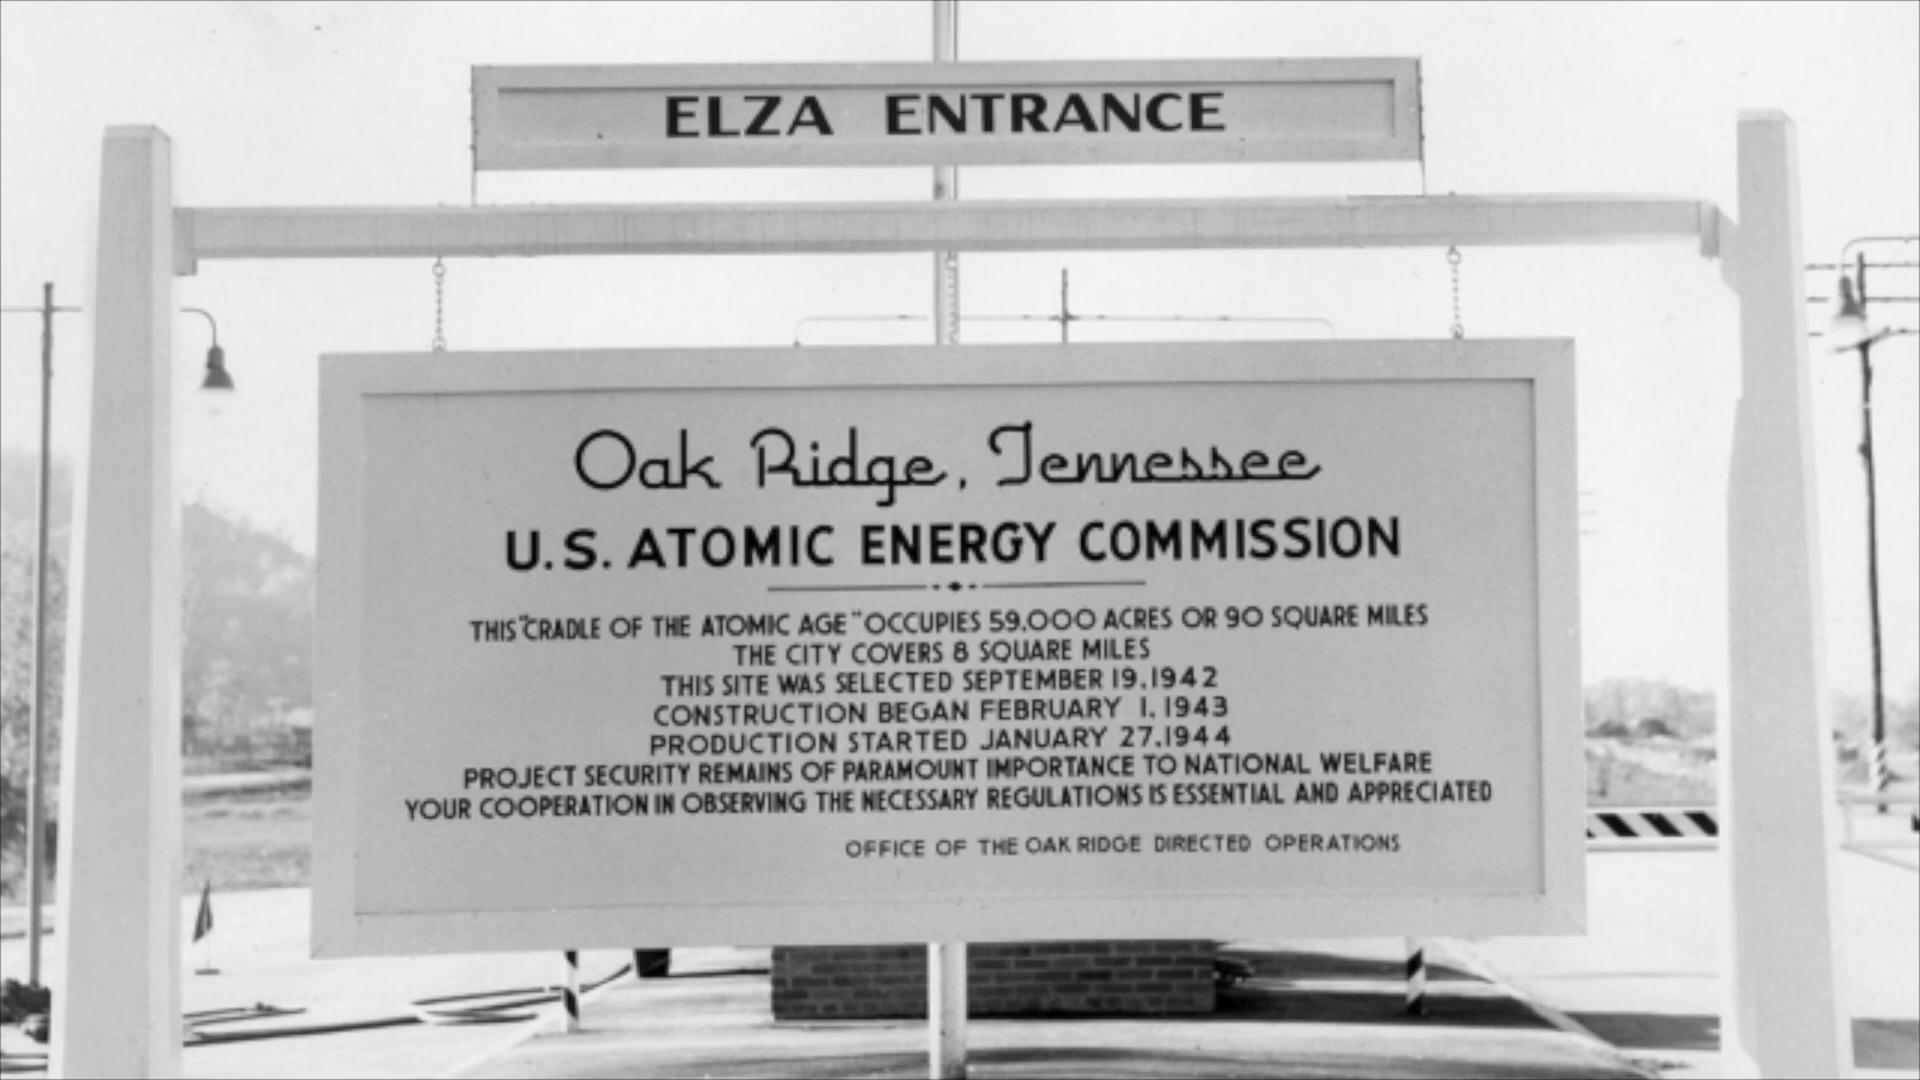 ELZA ENTRANCE
Oak Ridge, Tennessee
U.S. ATOMIC ENERGY COMMISSION
THIS "CRADLE OF THE ATOMIC AGE" OCCUPIES 59,000 ACRES OR 90 SQUARE MILES
THE CITY COVERS 8 SQUARE MILES
THIS SITE WAS SELECTED SEPTEMBER 19,1942
CONSTRUCTION BEGAN FEBRUARY 1, 1943
PRODUCTION STARTED JANUARY 27,1944
PROJECT SECURITY REMAINS OF PARAMOUNT IMPORTANCE TO NATIONAL WELFARE
YOUR COOPERATION IN OBSERVING THE NECESSARY REGULATIONS IS ESSENTIAL AND APPRECIATED
OFFICE OF THE OAK RIDGE DIRECTED OPERATIONS